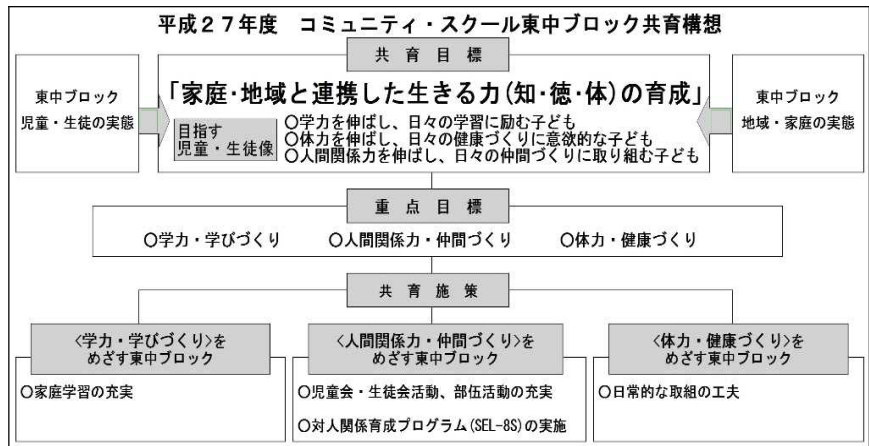 平成２７年度　コミュニティ・スクール東中ブロック共育構想
共育目標
東中ブロック
児童・生徒の実態
「家庭・地域と連携した生きる力(知・徳・体)の育成」
目指す
児童・生徒像
〇学力を伸ばし、日々の学習に励む子ども
〇体力を伸ばし、日々の健康づくりに意欲的な子ども
〇人間関係力を伸ばし、日々の仲間づくりに取り組む子ども
東中ブロック
地域・家庭の実態
重点目標
〇学力・学びづくり　〇人間関係力・仲間づくり　〇体力・健康づくり
共育施策
〈学力・学びづくり〉を
めざす東中ブロック
〇家庭学習の充実
〈人間関係力・仲間づくり〉を
めざす東中ブロック
〇児童会・生徒会活動、部伍活動の充実
〇対人関係育成プログラム(SEL-8S)の実施
〈体力・健康づくり〉を
めざす東中ブロック
〇日常的な取組の工夫